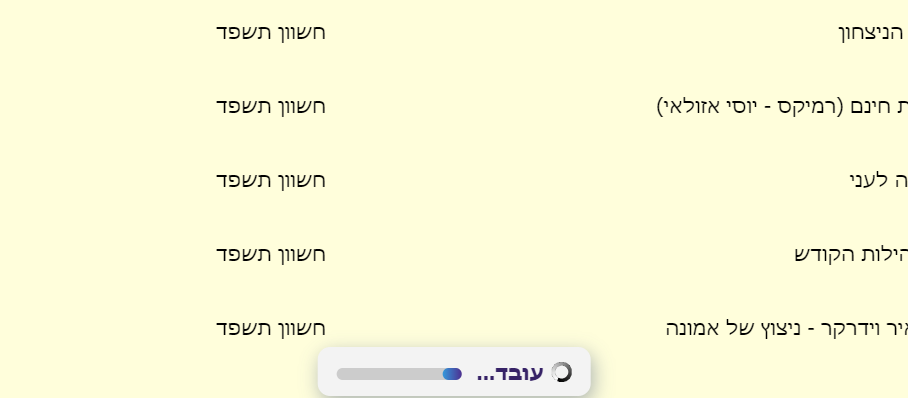 הניצחון חשוון תשפד
ת חינם (רמיקס - יוסי אזולאי) חשוון תשפד
ה לעני חשוון תשפד
הילות הקודש חשוון תשפד
איר וידרקר - ניצוץ של אמונה חשוון תשפד
עובד...